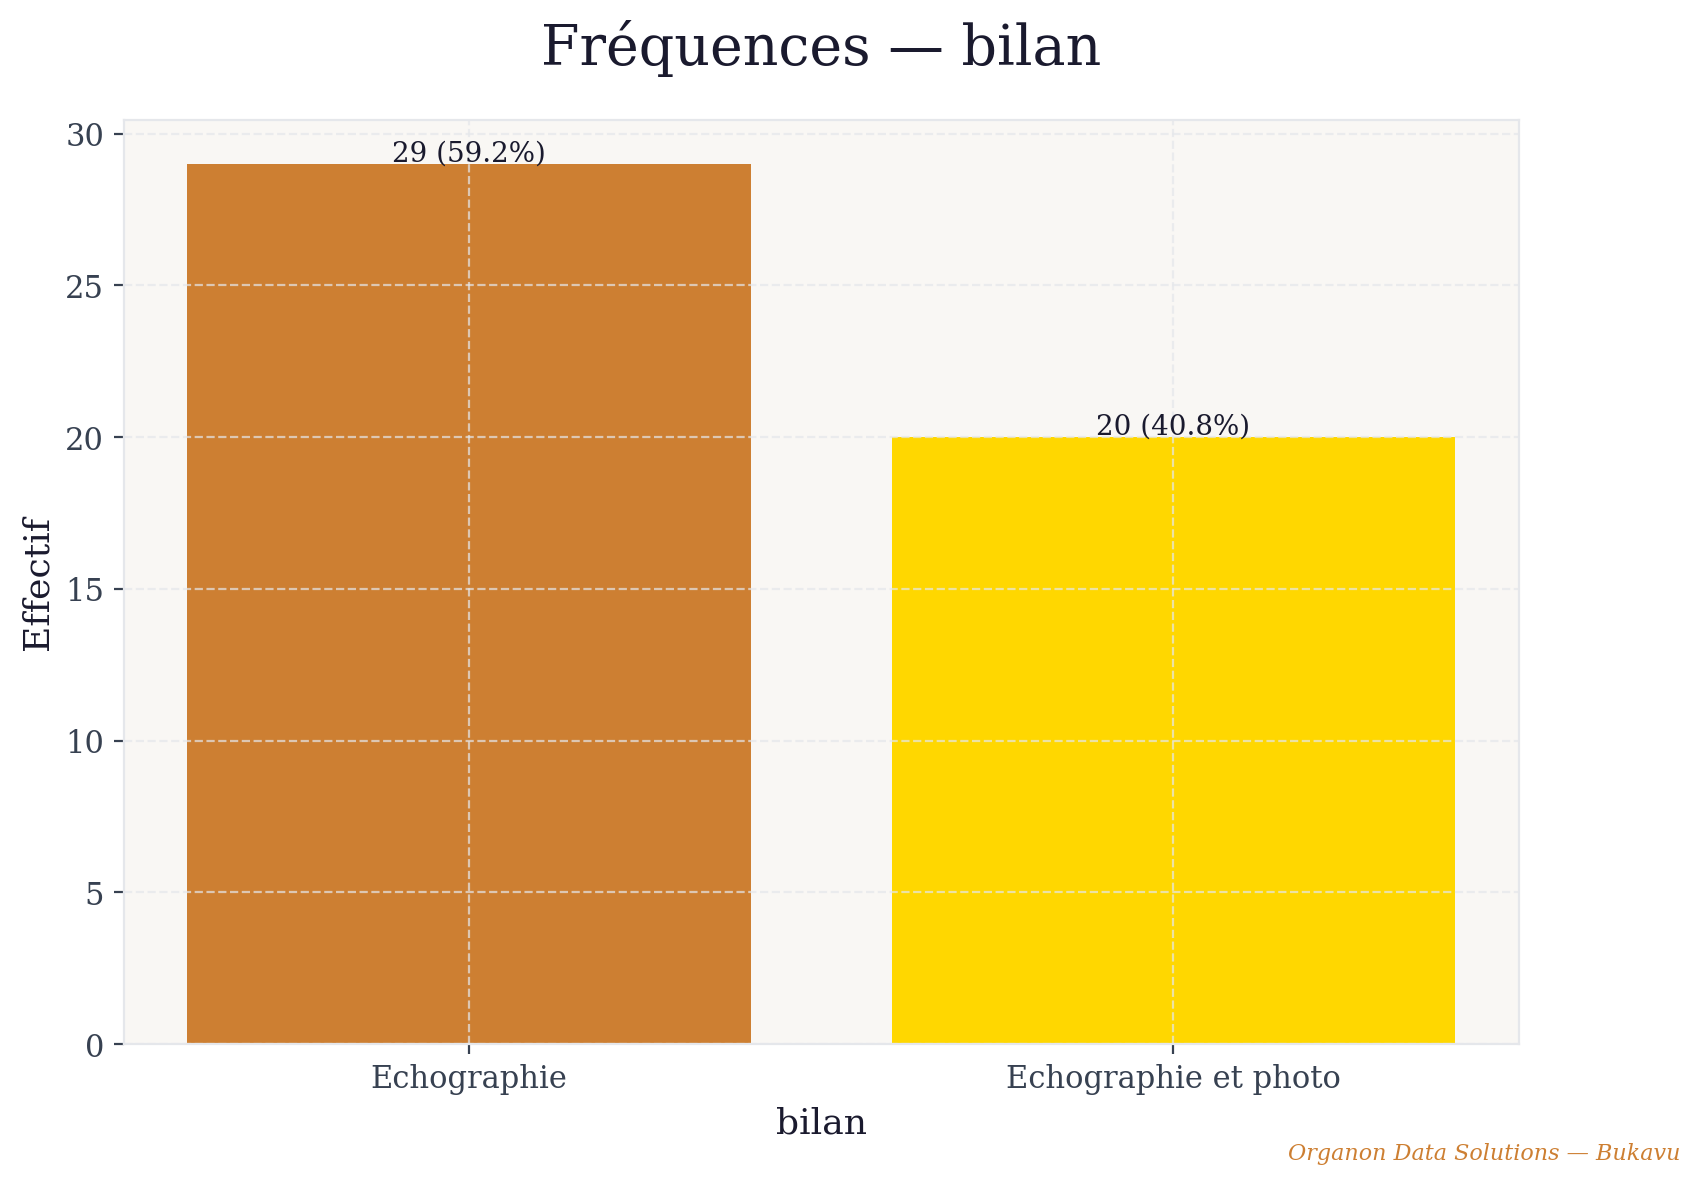 Fréquences — bilan
30
25
20
15
10
5
0
Effectif
29 (59.2%)
20 (40.8%)
Echographie
Echographie et photo
bilan
Organon Data Solutions — Bukavu